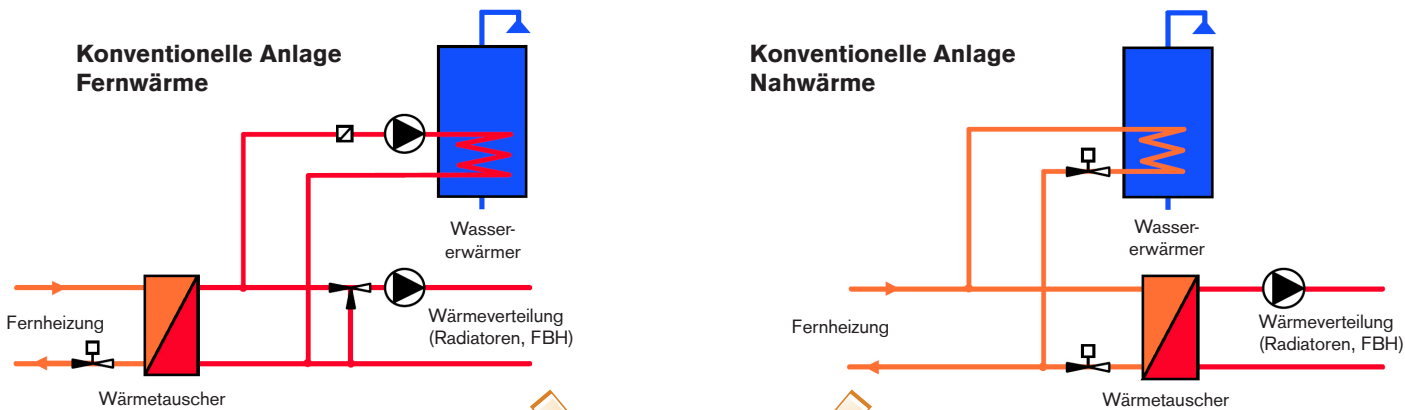 Konventionelle Anlage
Fernwärme
Wasser-
erwärmer
Fernheizung
Wärmeverteilung
(Radiatoren, FBH)
Wärmetauscher
Konventionelle Anlage
Nahwärme
Wasser-
erwärmer
Fernheizung
Wärmeverteilung
(Radiatoren, FBH)
Wärmetauscher